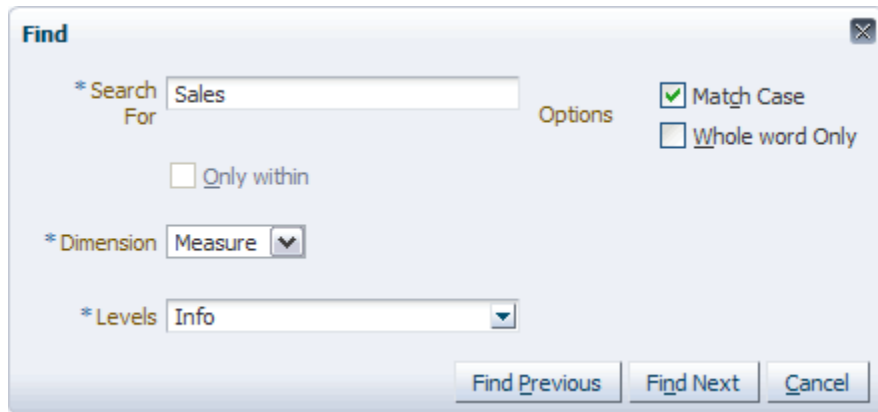 Find
* Search For
Sales
Options
Match Case
Whole word Only
Only within
* Dimension
Measure
* Levels
Info
Find Previous
Find Next
Cancel